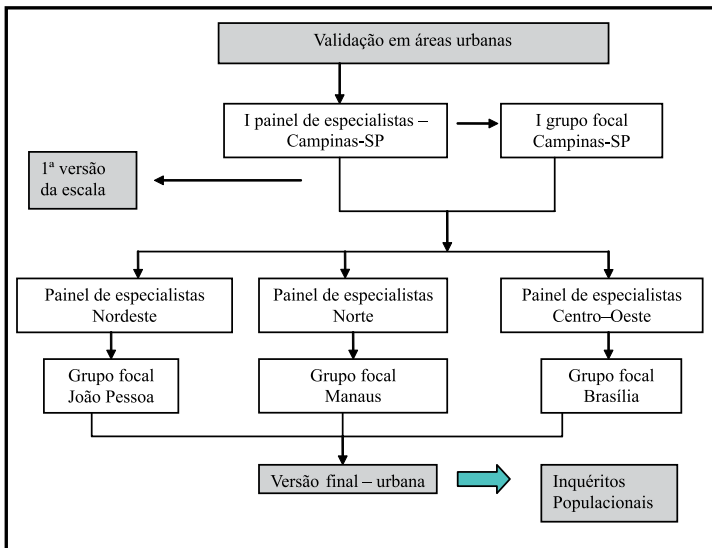 Validação em áreas urbanas
I painel de especialistas –
Campinas-SP
I grupo focal
Campinas-SP
1ª versão
da escala
Painel de especialistas
Nordeste
Painel de especialistas
Norte
Painel de especialistas
Centro–Oeste
Grupo focal
João Pessoa
Grupo focal
Manaus
Grupo focal
Brasília
Versão final – urbana
Inquéritos
Populacionais